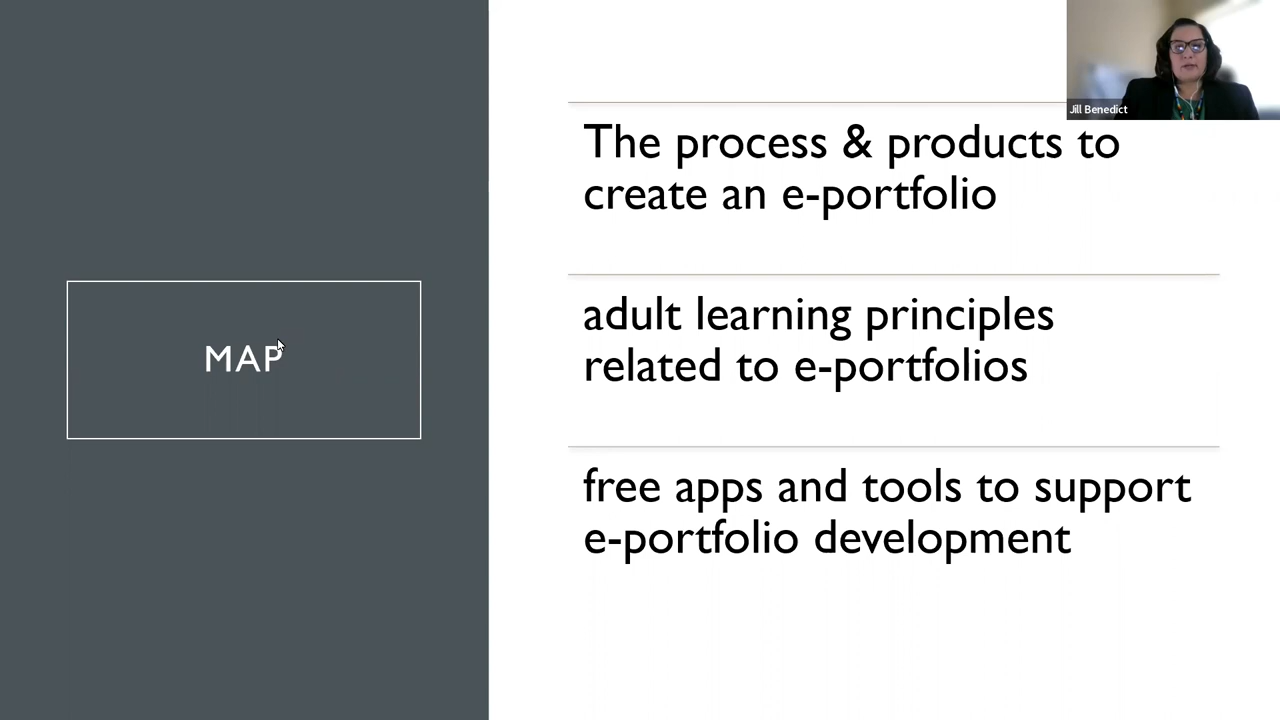 Jill Benedict
The process & products to
create an e-portfolio
MAP
adult learning principles
related to e-portfolios
free apps and tools to support
e-portfolio development